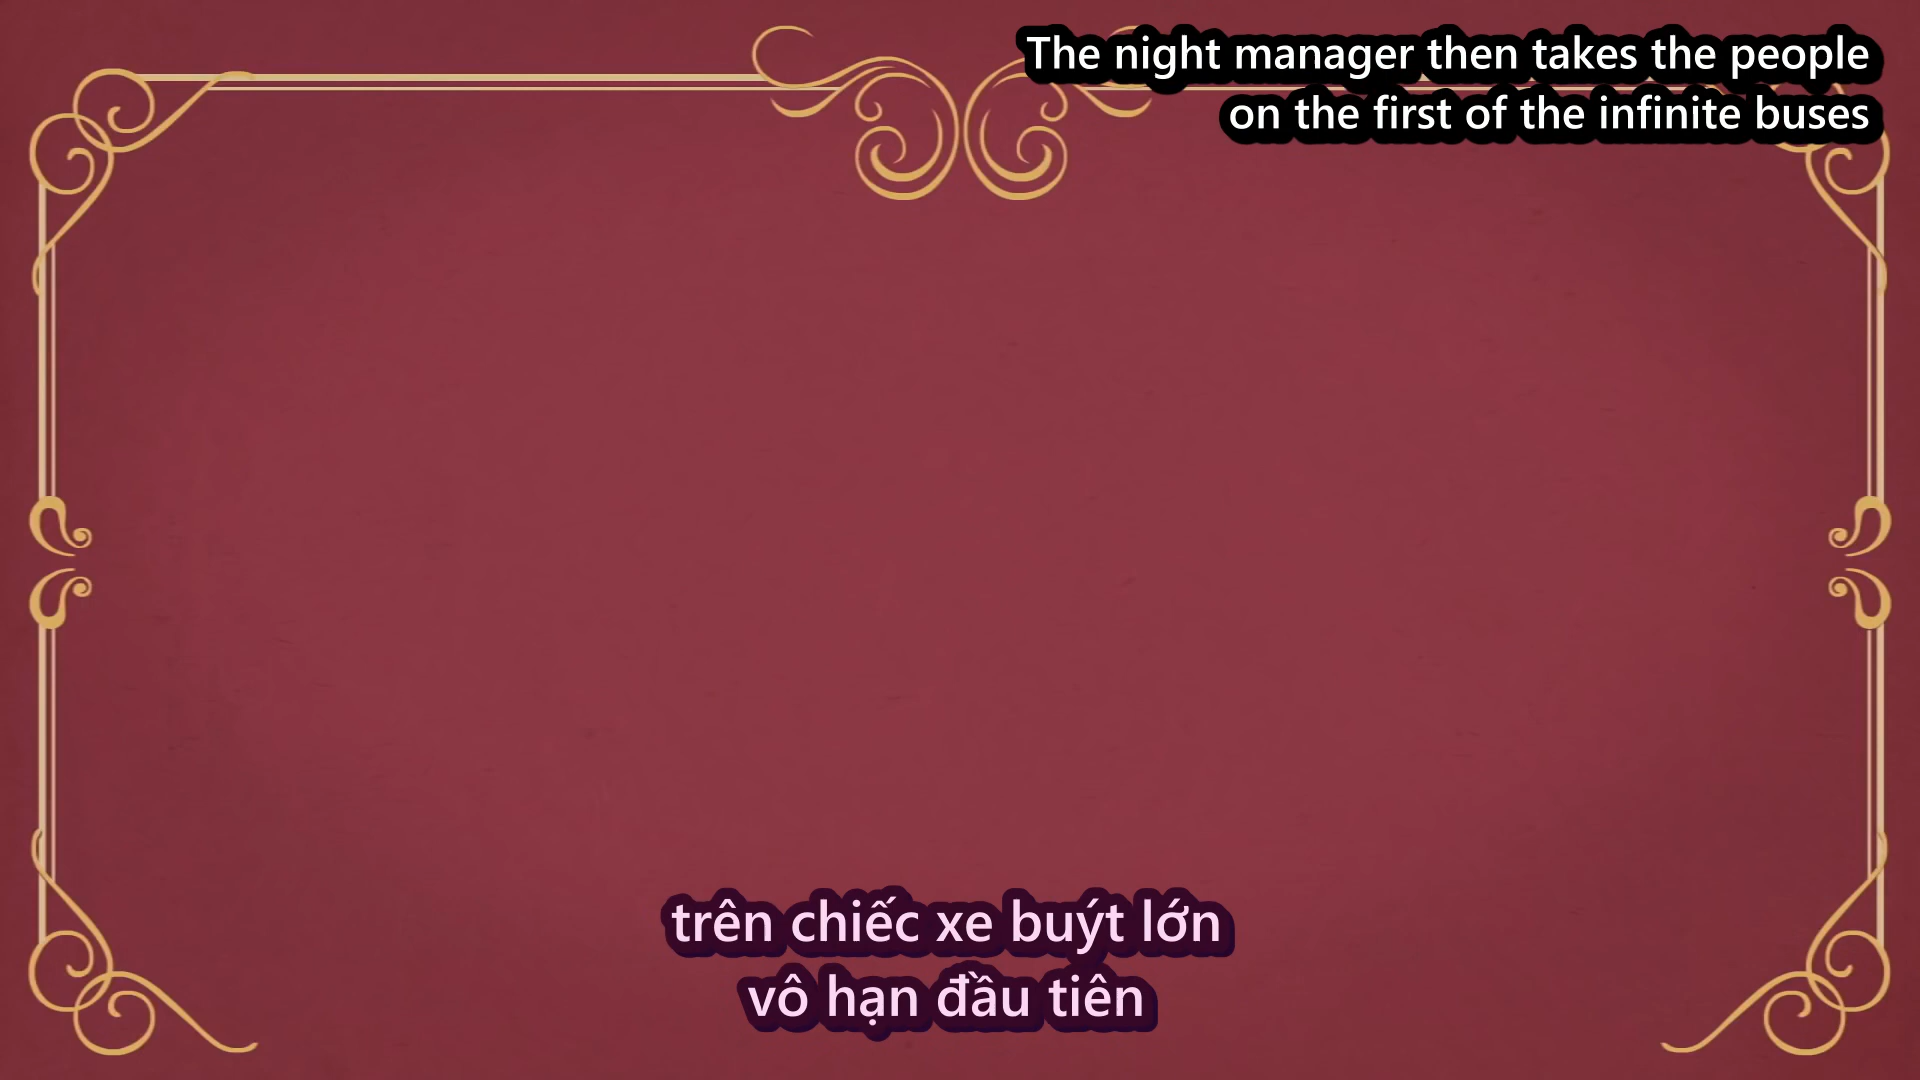 The night manager then takes the people
on the first of the infinite buses
trên chiếc xe buýt lớn
vô hạn đầu tiên